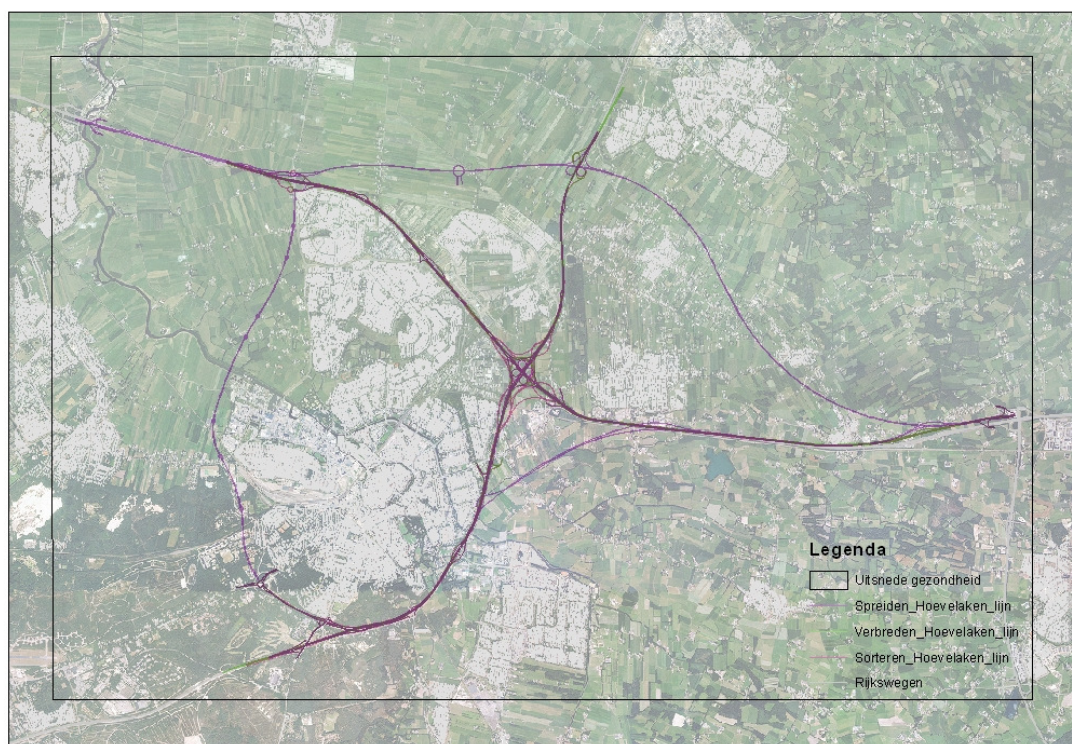 Legenda
Uitsnede gezondheid
Spreiden_Hoevelaken_lijn
Verbreden_Hoevelaken_lijn
Sorteren_Hoevelaken_lijn
Rijkswegen